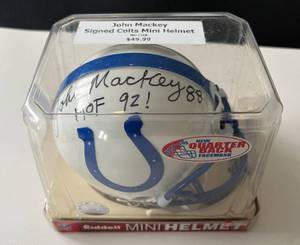 John Mackey
Signed Colts Mini Helmet
$49.99
John Mackey 88
HOF 92!
NEW
QUARTER
BACK
FACEMASK
Riddell MINI HELMET